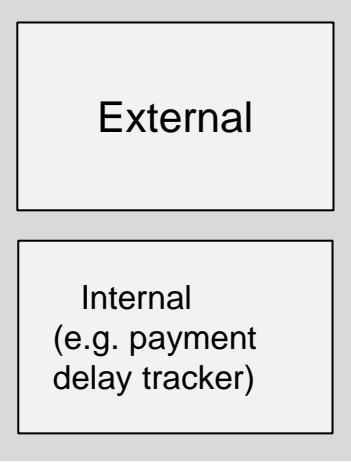 External
Internal
(e.g. payment
delay tracker)